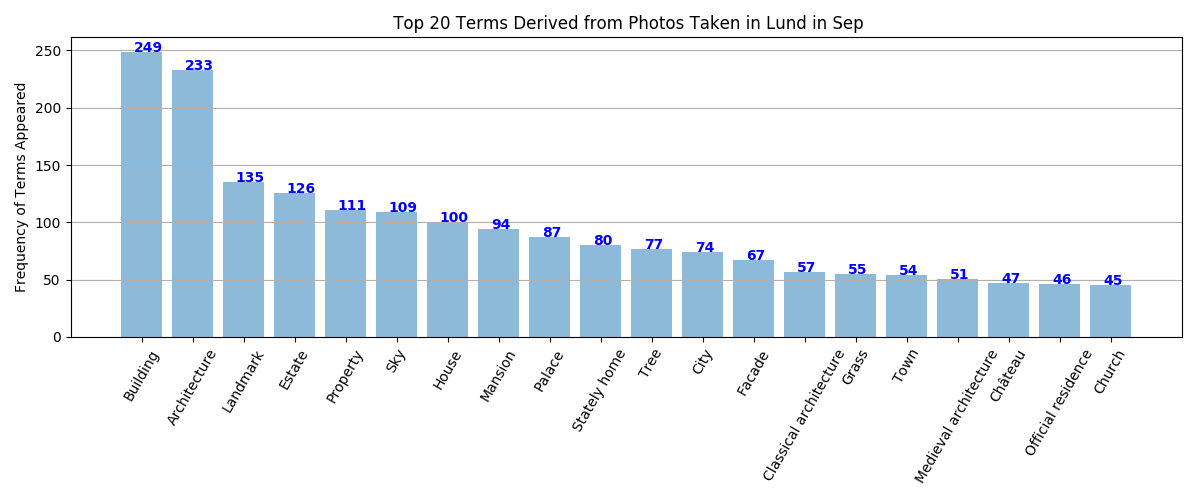 Top 20 Terms Derived from Photos Taken in Lund in Sep
Frequency of Terms Appeared
250
200
150
100
50
0
249
233
135
126
111
109
100
94
87
80
77
74
67
57
55
54
51
47
46
45
Building
Architecture
Landmark
Estate
Property
Sky
House
Mansion
Palace
Stately home
Tree
City
Facade
Classical architecture
Grass
Town
Medieval architecture
Château
Official residence
Church